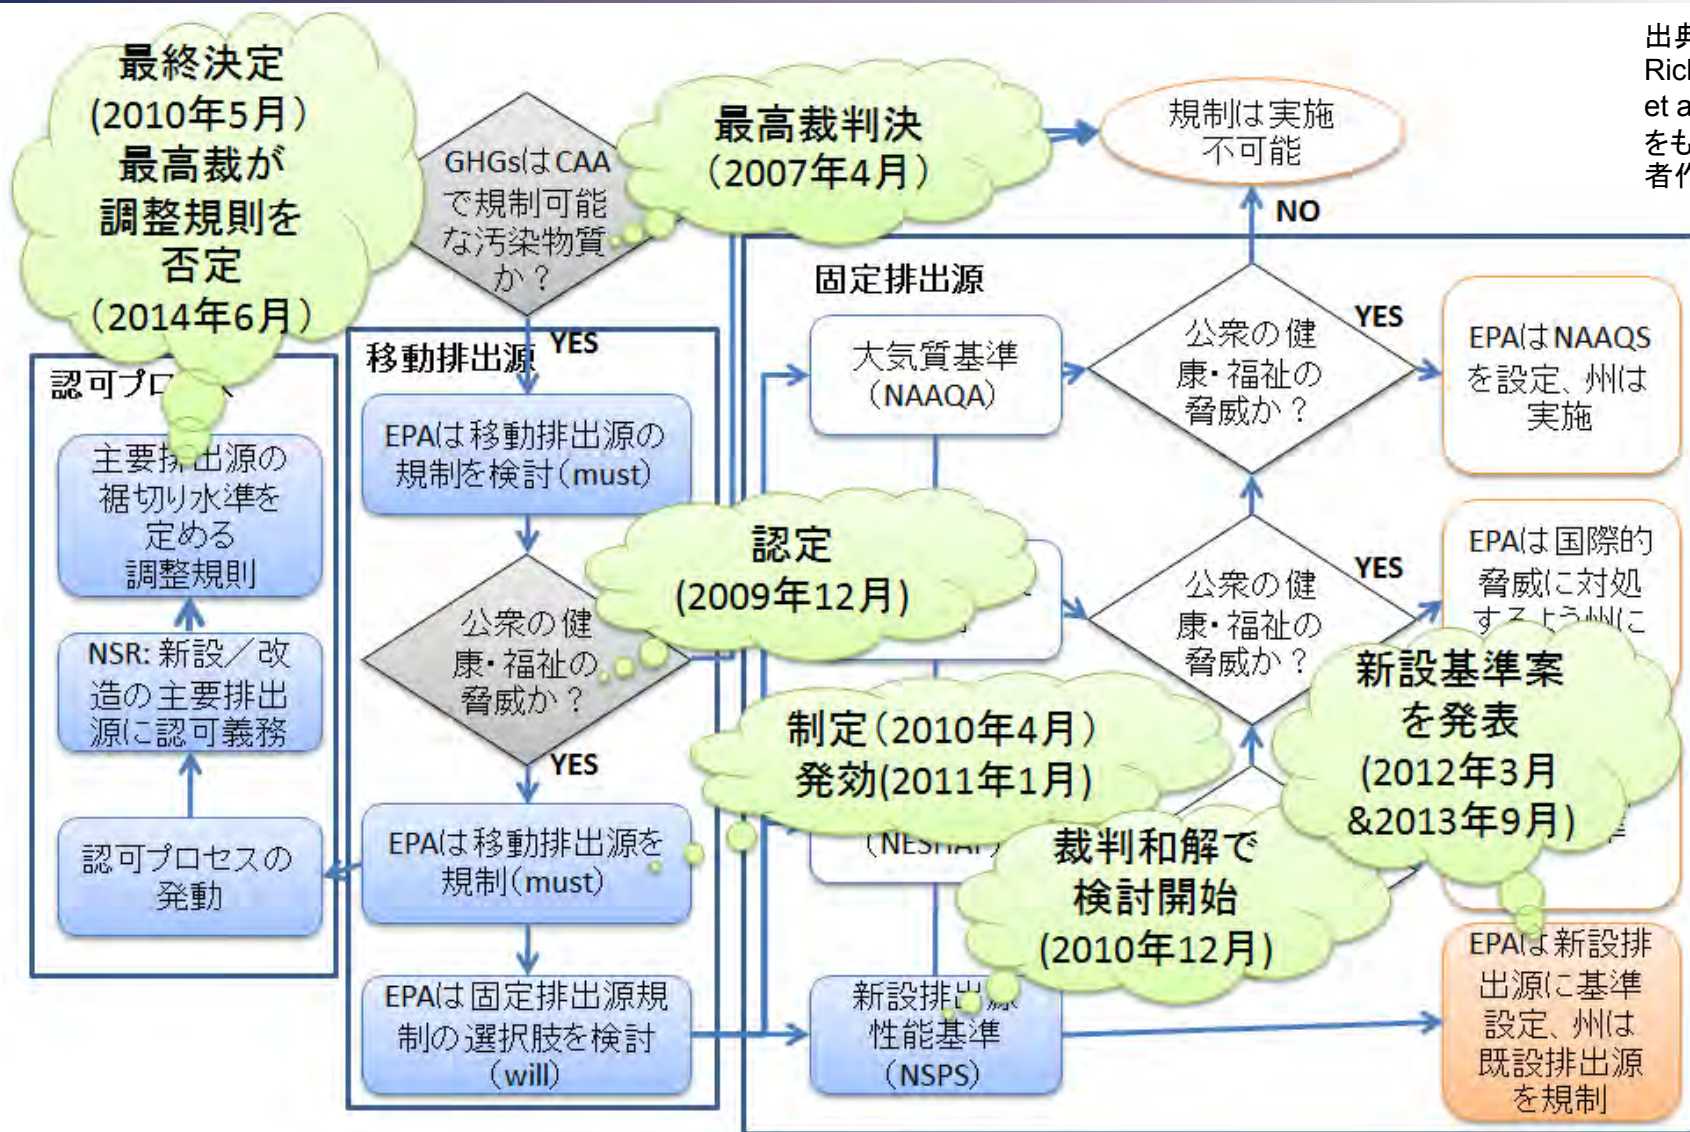 最終決定
(2010年5月)
最高裁が
調整規則を
否定
(2014年6月)
GHGsはCAA
で規制可能
な汚染物質
か?
最高裁判決
(2007年4月)
規制は実施
不可能
出典
et a
をも
者作
NO
YES
固定排出源
移動排出源
認可プロ
大気質基準
(NAAQA)
公衆の健
康・福祉の
脅威か?
YES
EPAはNAAQS
を設定、州は
実施
EPAは移動排出源の
規制を検討(must)
主要排出源の
裾切り水準を
定める
調整規則
認定
(2009年12月)
公衆の健
康・福祉の
脅威か?
YES
EPAは国際的
脅威に対処
するよう州に
公衆の健
康・福祉の
脅威か?
NSR: 新設/改
造の主要排出
源に認可義務
新設基準案
を発表
(2012年3月
&2013年9月)
制定(2010年4月)
発効(2011年1月)
YES
EPAは移動排出源を
規制(must)
認可プロセスの
発動
(NESHAP)
裁判和解で
検討開始
(2010年12月)
EPAは固定排出源規
制の選択肢を検討
(will)
新設排出源
性能基準
(NSPS)
EPAは新設排
出源に基準
設定、州は
既設排出源
を規制